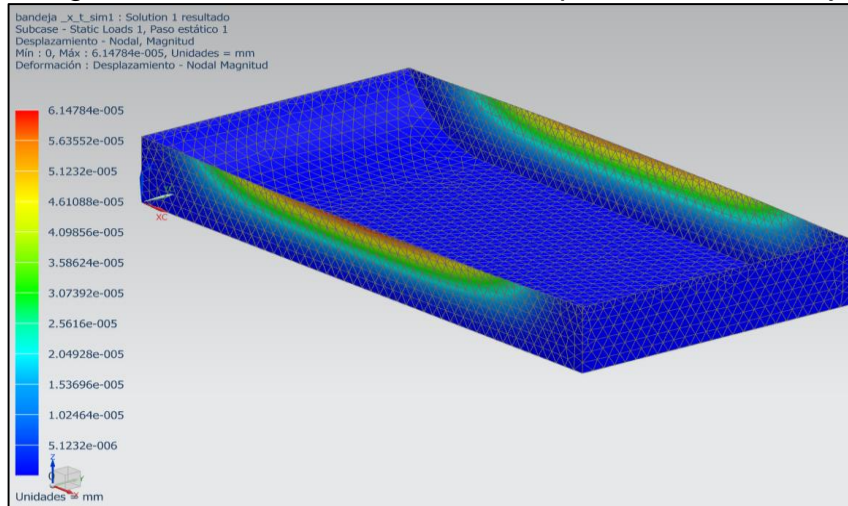 bandeja _x_t_sim1 : Solution 1 resultado
Subcase - Static Loads 1, Paso estático 1
Desplazamiento - Nodal, Magnitud
Mín : 0, Máx : 6.14784e-005, Unidades = mm
Deformación : Desplazamiento - Nodal Magnitud
6.14784e-005
5.63552e-005
5.1232e-005
4.61088e-005
4.09856e-005
3.58624e-005
3.07392e-005
2.5616e-005
2.04928e-005
1.53696e-005
1.02464e-005
5.1232e-006
0
XC
Z
Unidades = mm